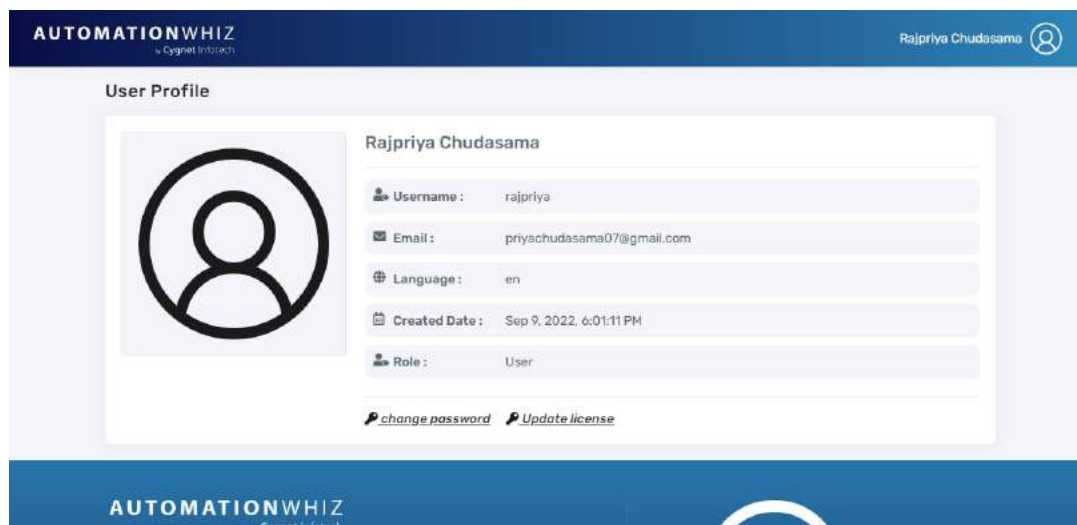 AUTOMATIONWHIZ
by Cygnet Infotech
Rajpriya Chudasama
User Profile
Rajpriya Chudasama
Username : rajpriya
Email : priyachudasama07@gmail.com
Language : en
Created Date : Sep 9, 2022, 6:01:11 PM
Role : User
change password Update license
AUTOMATIONWHIZ